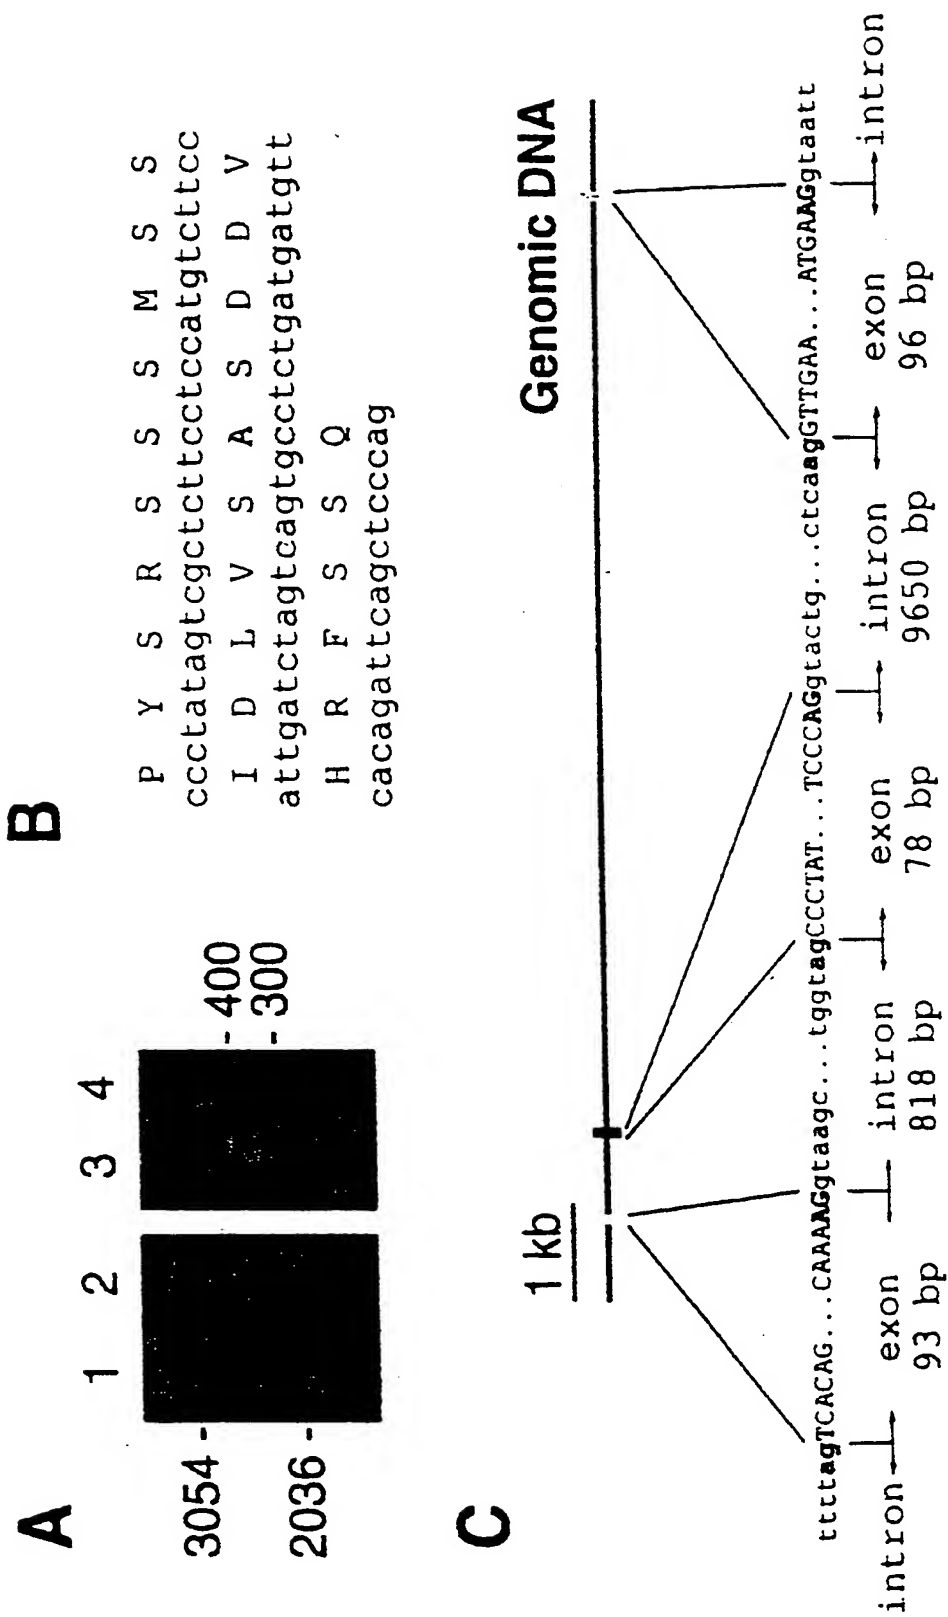 A
1 2 3 4
3054 -
2036 -
- 400
- 300
B
P Y S R S S S M S S
ccctatagtcgctcttcctccatgtcttcc
I D L V S A S D D V
attgatctagtcagtgcctctgatgatgtt
H R F S S Q
cacagattcagctcccag
C
1 kb
Genomic DNA
ttttagTCACAG...CAAAAGgtaagc...tggtagCCCTAT...TCCCAGgtactg...ctcaagGTTGAA...ATGAAGgtaatt
intron exon intron exon intron exon intron
93 bp 818 bp 78 bp 9650 bp 96 bp